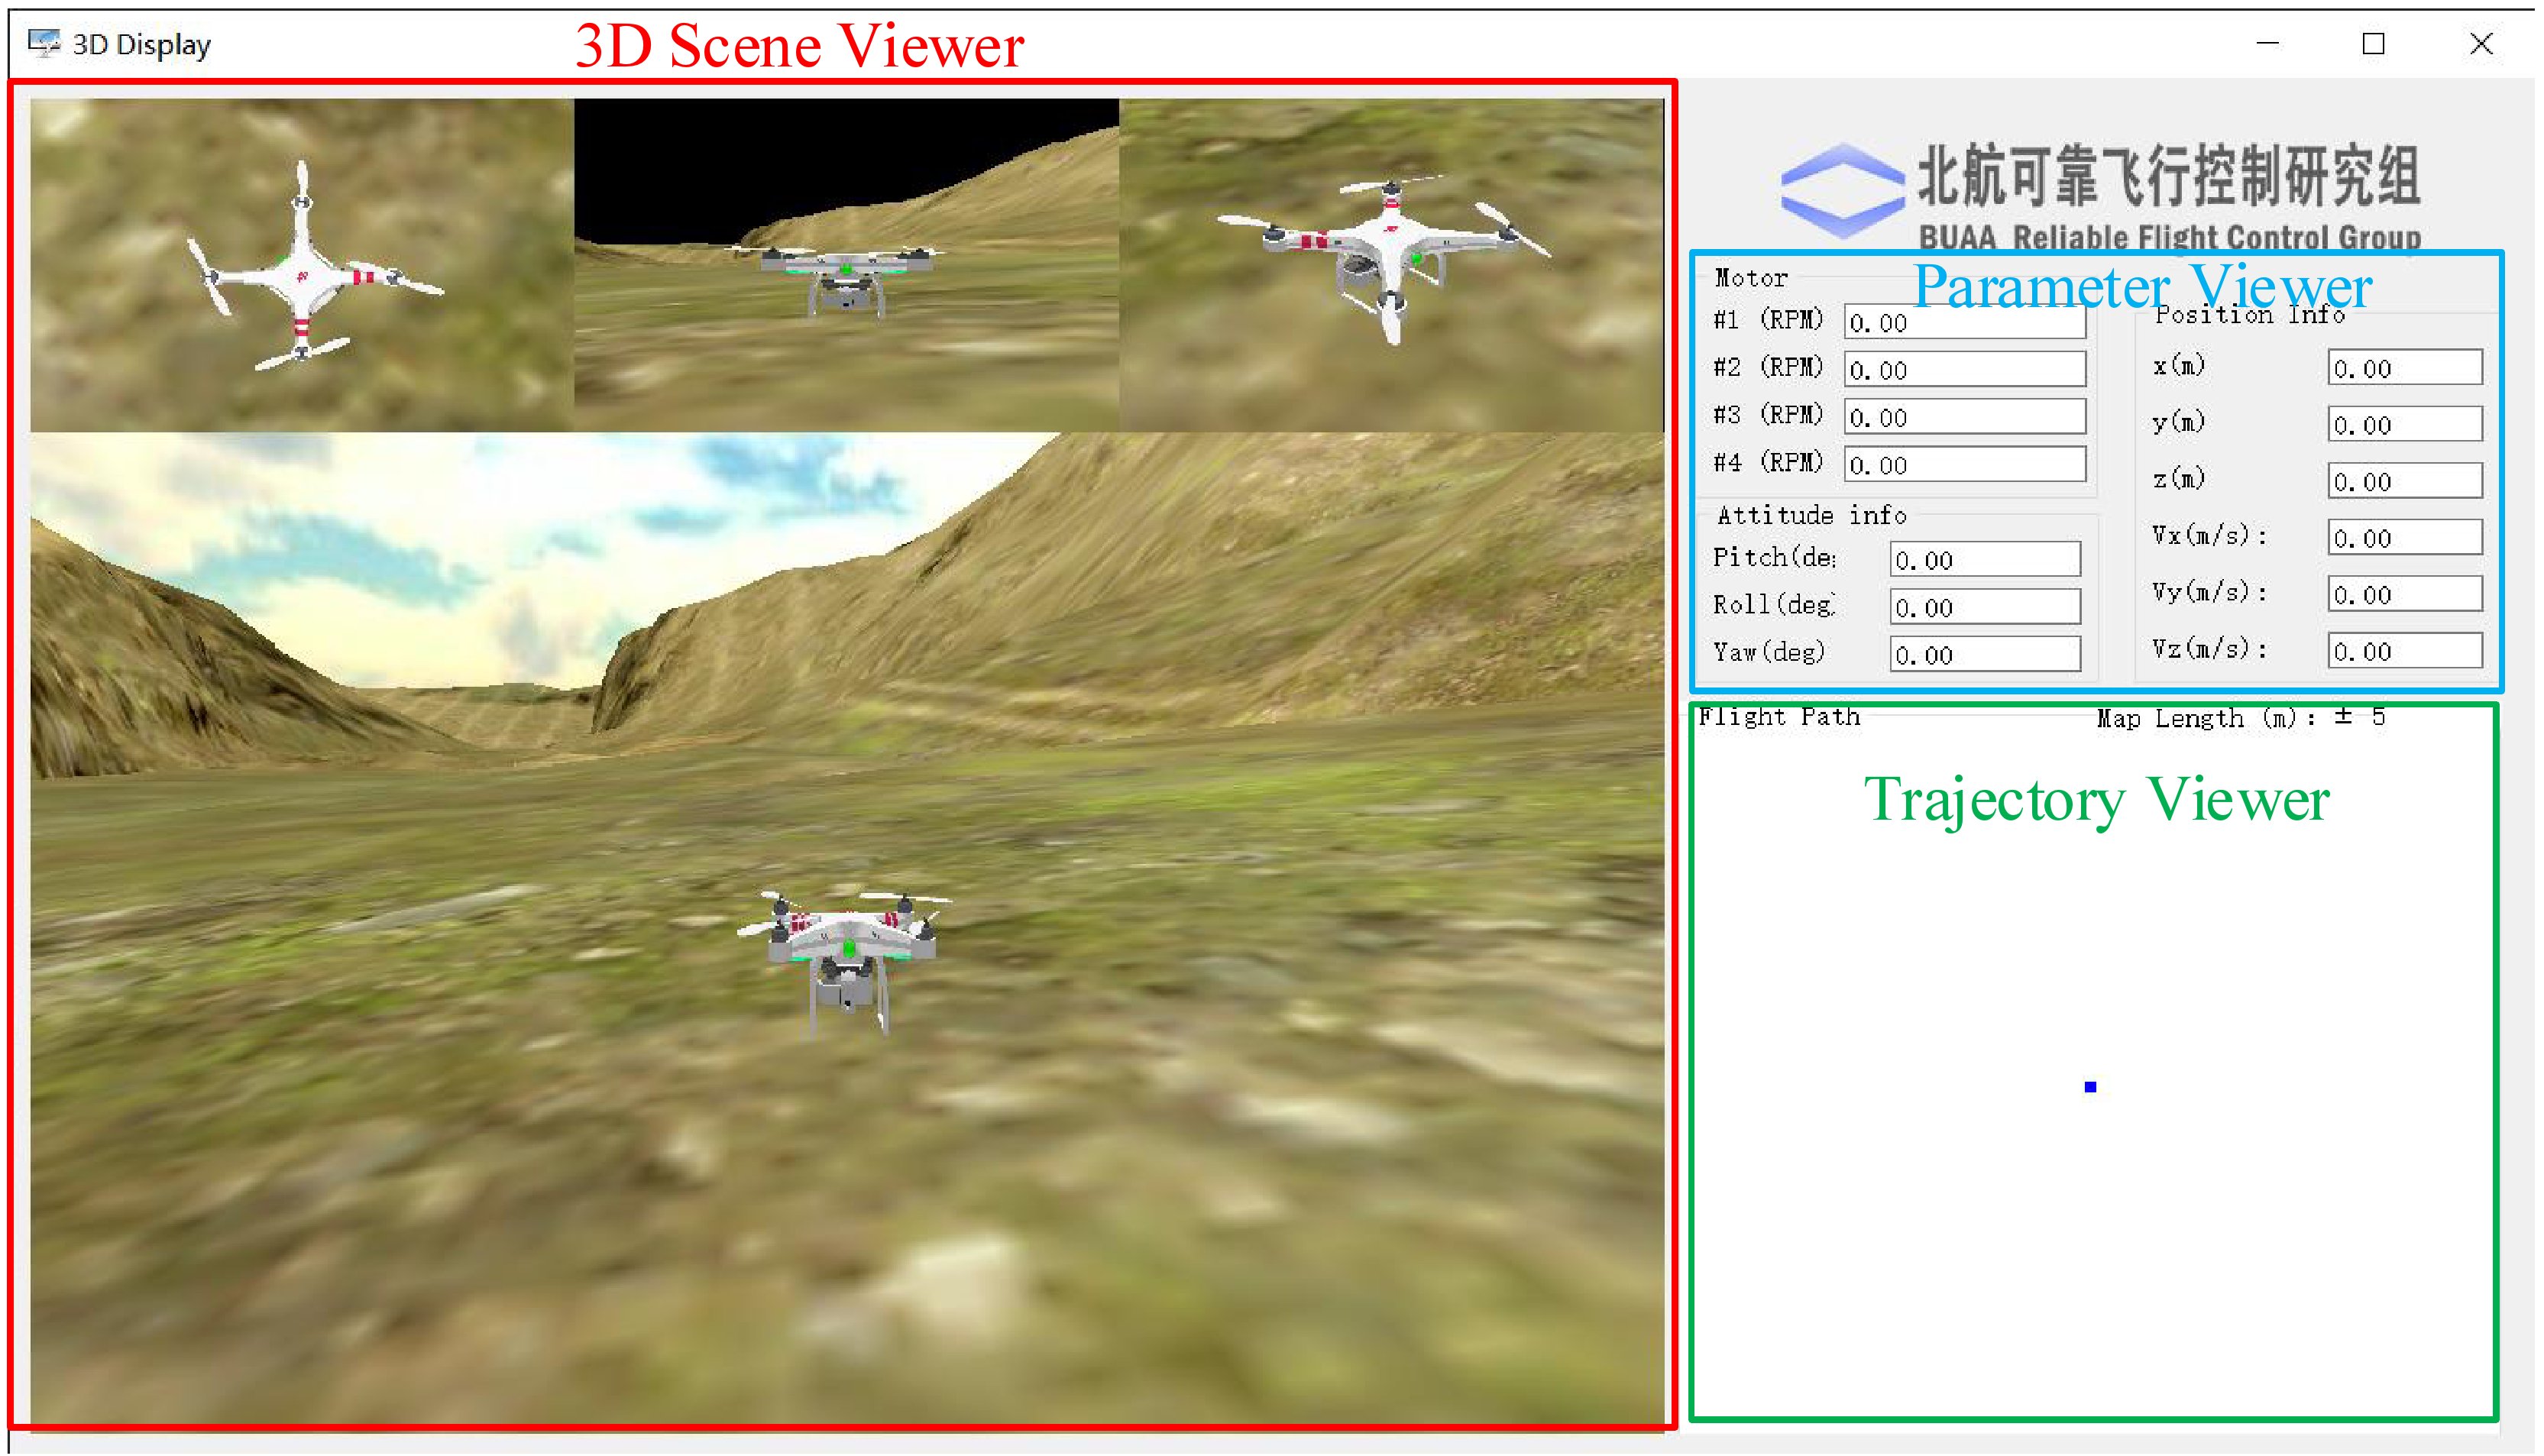 3D Display
3D Scene Viewer
北航可靠飞行控制研究组
BUAA Reliable Flight Control Group
Parameter Viewer
Motor
#1 (RPM) 0.00
#2 (RPM) 0.00
#3 (RPM) 0.00
#4 (RPM) 0.00
Attitude info
Pitch(de 0.00
Roll(deg 0.00
Yaw(deg) 0.00
Position Info
x(m) 0.00
y(m) 0.00
z(m) 0.00
Vx(m/s): 0.00
Vy(m/s): 0.00
Vz(m/s): 0.00
Flight Path Map Length (m): ± 5
Trajectory Viewer